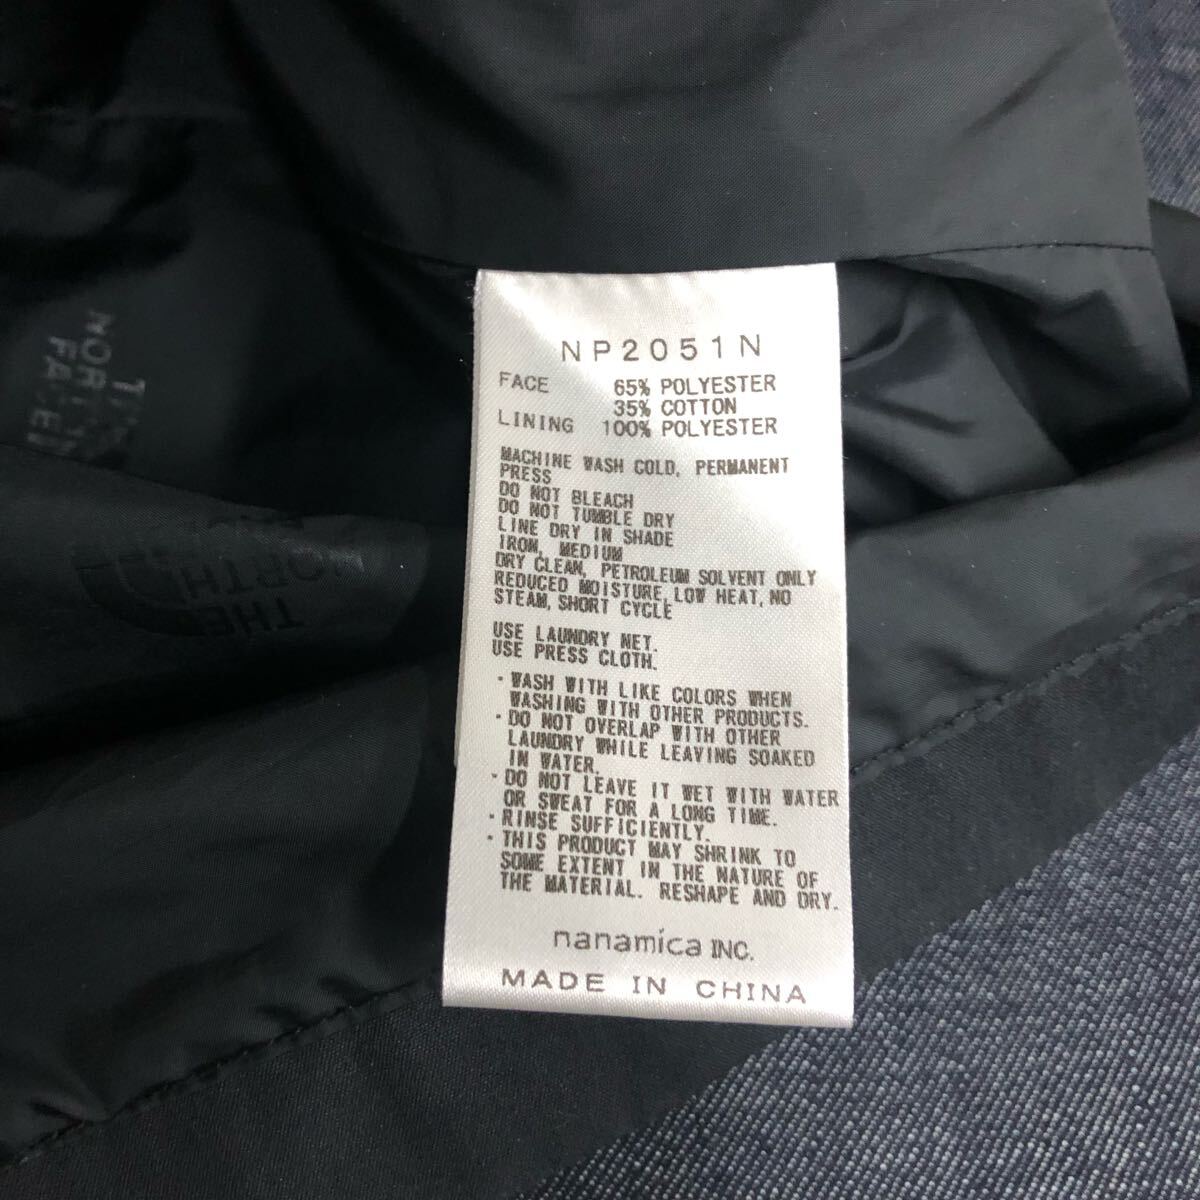 NP2051N
FACE 65% POLYESTER
35% COTTON
LINING 100% POLYESTER
MACHINE WASH COLD, PERMANENT
PRESS
DO NOT BLEACH
DO NOT TUMBLE DRY
LINE DRY IN SHADE
IRON, MEDIUM
DRY CLEAN, PETROLEUM SOLVENT ONLY
REDUCED MOISTURE, LOW HEAT, NO
STEAM, SHORT CYCLE
USE LAUNDRY NET.
USE PRESS CLOTH.
・WASH WITH LIKE COLORS WHEN
WASHING WITH OTHER PRODUCTS.
・DO NOT OVERLAP WITH OTHER
LAUNDRY WHILE LEAVING SOAKED
IN WATER.
・DO NOT LEAVE IT WET WITH WATER
OR SWEAT FOR A LONG TIME.
・RINSE SUFFICIENTLY.
・THIS PRODUCT MAY SHRINK TO
SOME EXTENT IN THE NATURE OF
THE MATERIAL. RESHAPE AND DRY.
nanamica INC.
MADE IN CHINA
THE
NORTH